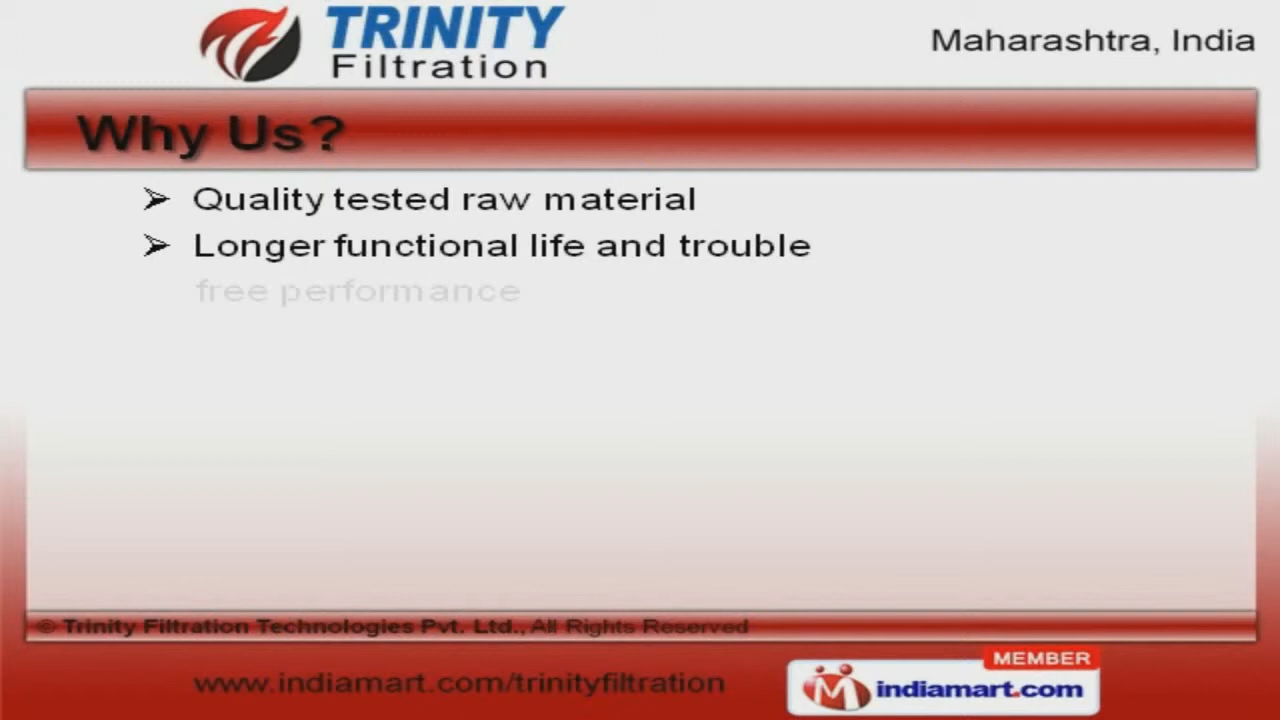 TRINITY
Filtration
Maharashtra, India
Why Us?
➢ Quality tested raw material
➢ Longer functional life and trouble
free performance
© Trinity Filtration Technologies Pvt. Ltd., All Rights Reserved
www.indiamart.com/trinityfiltration
MEMBER
indiamart.com